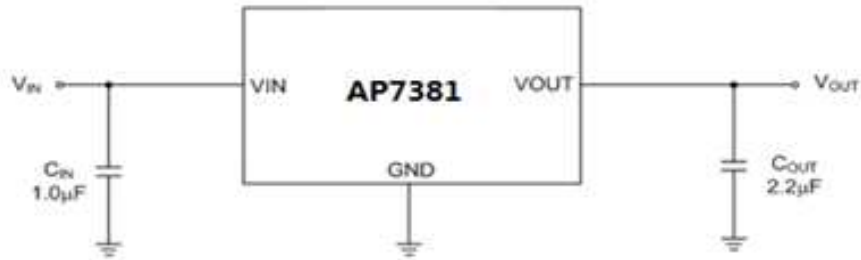 VIN
VIN
AP7381
VOUT
VOUT
GND
CIN
1.0μF
COUT
2.2μF